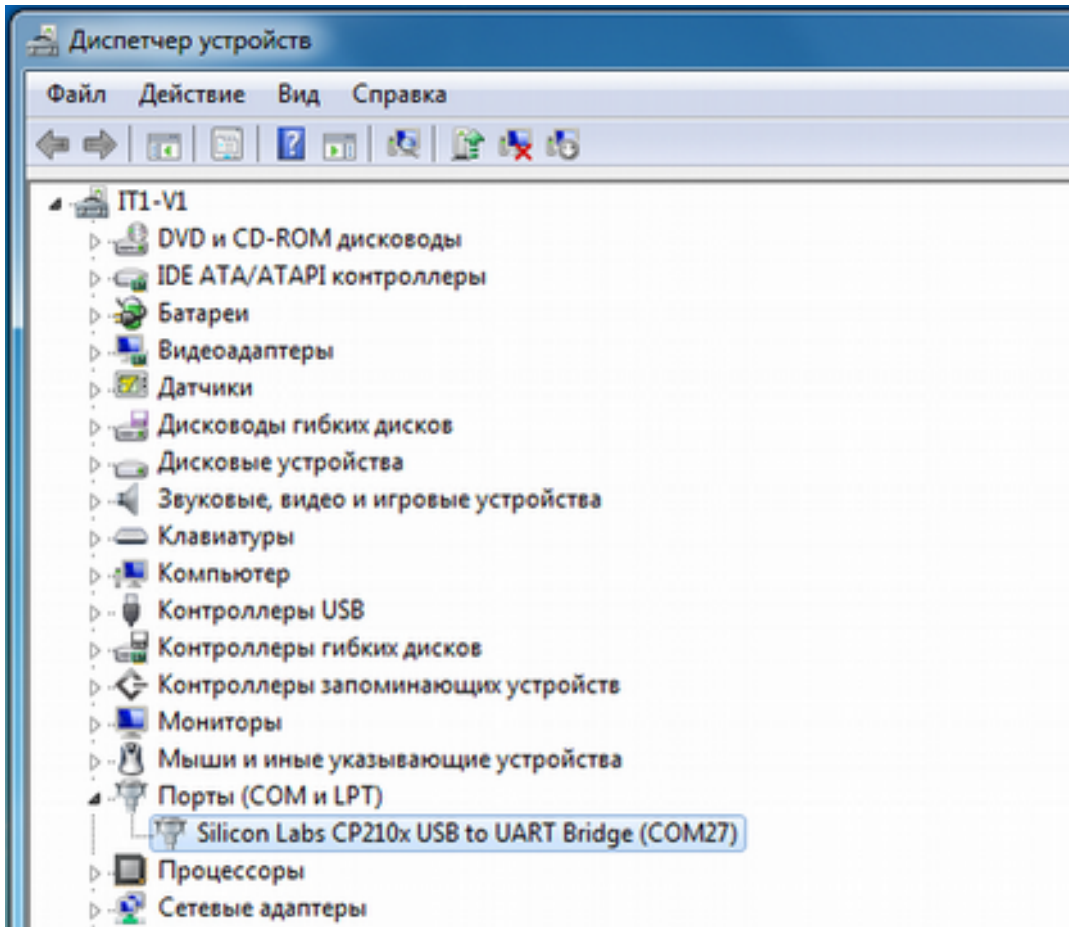 Диспетчер устройств
Файл Действие Вид Справка
IT1-V1
DVD и CD-ROM дисководы
IDE ATA/ATAPI контроллеры
Батареи
Видеоадаптеры
Датчики
Дисководы гибких дисков
Дисковые устройства
Звуковые, видео и игровые устройства
Клавиатуры
Компьютер
Контроллеры USB
Контроллеры гибких дисков
Контроллеры запоминающих устройств
Мониторы
Мыши и иные указывающие устройства
Порты (COM и LPT)
Silicon Labs CP210x USB to UART Bridge (COM27)
Процессоры
Сетевые адаптеры